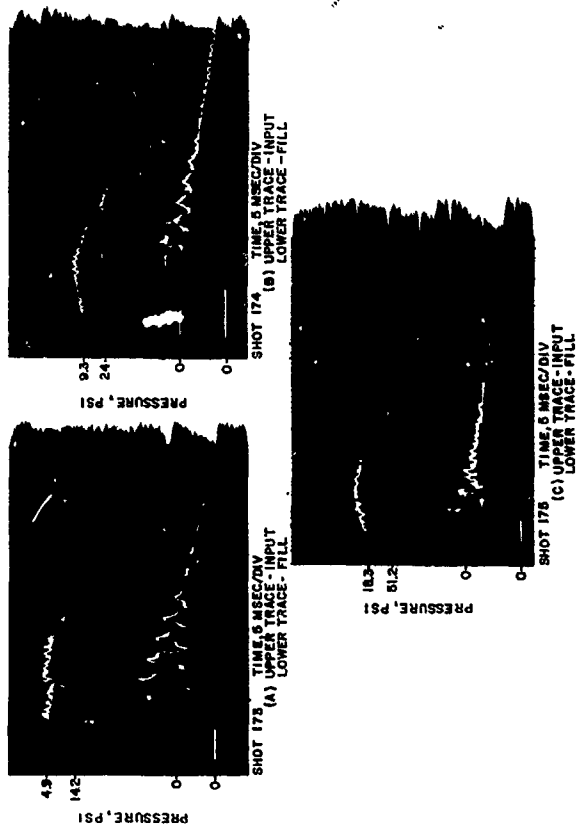 PRESSURE, PSI
4.9
14.2
0
0
SHOT 173 TIME, 5 MSEC/DIV
(A) UPPER TRACE-INPUT
LOWER TRACE-FILL
PRESSURE, PSI
9.3
24
0
0
SHOT 174 TIME, 5 MSEC/DIV
(B) UPPER TRACE-INPUT
LOWER TRACE-FILL
PRESSURE, PSI
18.3
51.2
0
0
SHOT 175 TIME, 5 MSEC/DIV
(C) UPPER TRACE-INPUT
LOWER TRACE-FILL